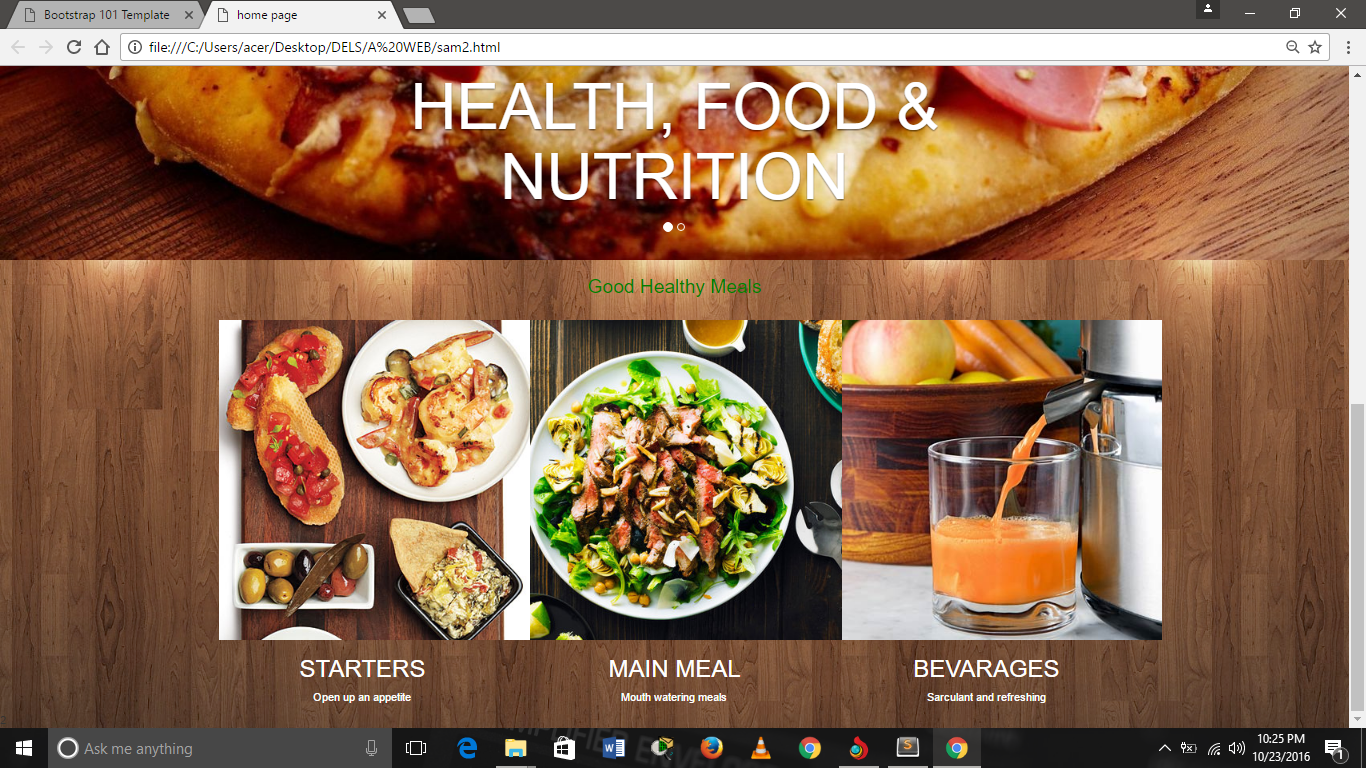 Bootstrap 101 Template
home page
file:///C:/Users/acer/Desktop/DELS/A%20WEB/sam2.html
HEALTH, FOOD &
NUTRITION
Good Healthy Meals
STARTERS
MAIN MEAL
BEVARAGES
Open up an appetite
Mouth watering meals
Sarculant and refreshing
Ask me anything
10:25 PM
10/23/2016
1